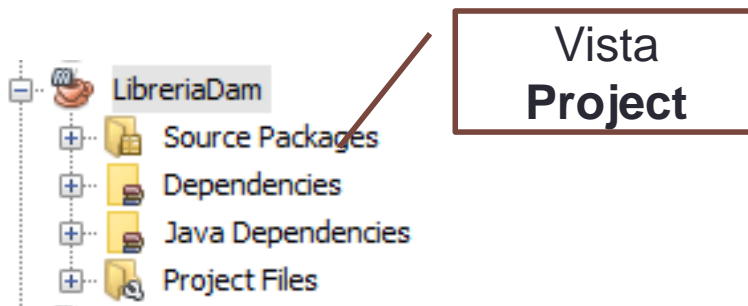 Vista
Project
LibreriaDam
Source Packages
Dependencies
Java Dependencies
Project Files